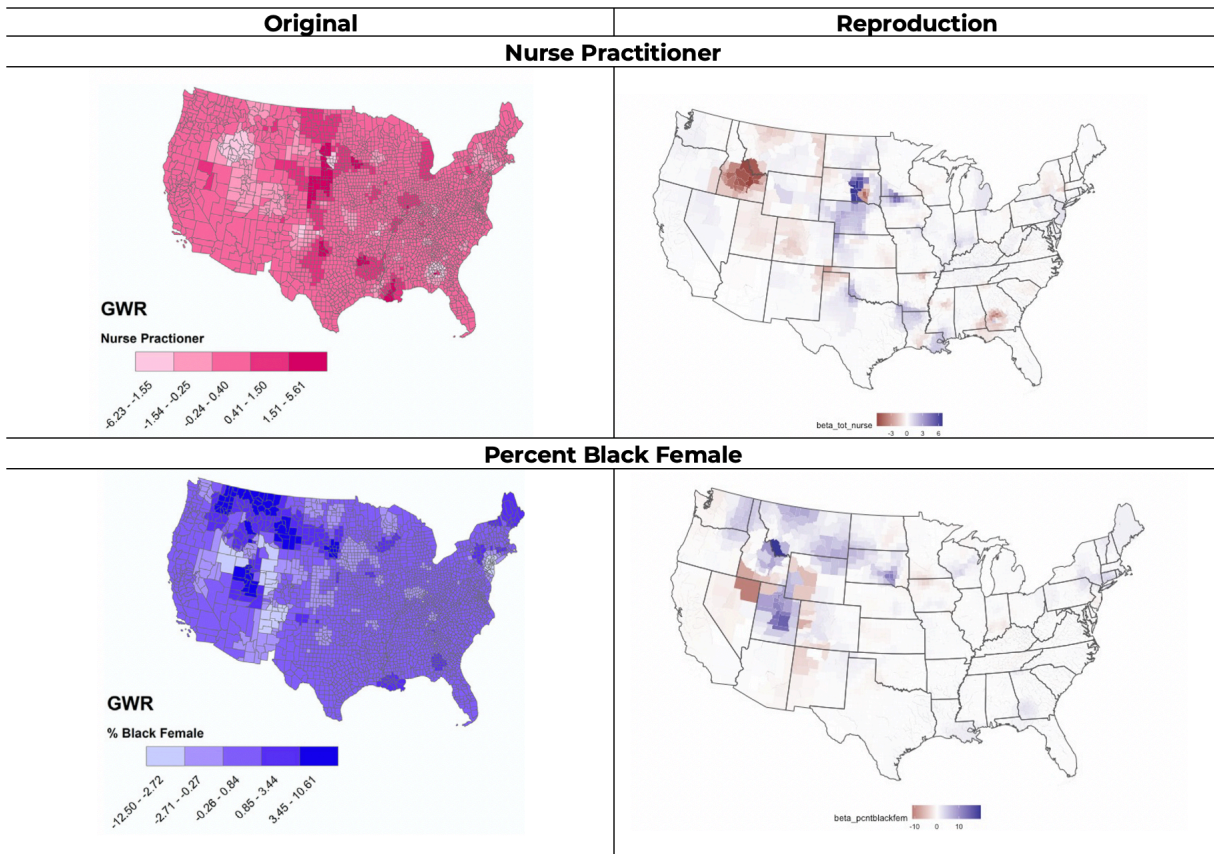 Original
Reproduction
Nurse Practitioner
GWR
Nurse Practioner
-6.23 - -1.55
-1.54 - -0.25
-0.24 - 0.40
0.41 - 1.50
1.51 - 5.61
beta_tot_nurse
-3 0 3 6
Percent Black Female
GWR
% Black Female
-12.50 - -2.72
-2.71 - -0.27
-0.26 - 0.84
0.85 - 3.44
3.45 - 10.61
beta_pcntblackfem
-10 0 10